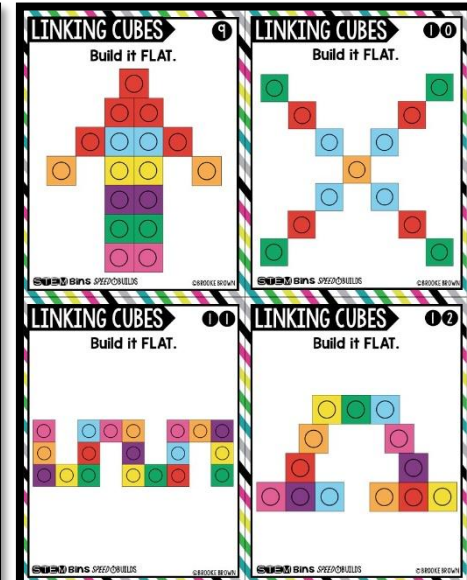 LINKING CUBES 9
Build it FLAT.
STEM Bins SPEED BUILDS
©BROOKE BROWN
LINKING CUBES 10
Build it FLAT.
STEM Bins SPEED BUILDS
©BROOKE BROWN
LINKING CUBES 11
Build it FLAT.
STEM Bins SPEED BUILDS
©BROOKE BROWN
LINKING CUBES 12
Build it FLAT.
STEM Bins SPEED BUILDS
©BROOKE BROWN